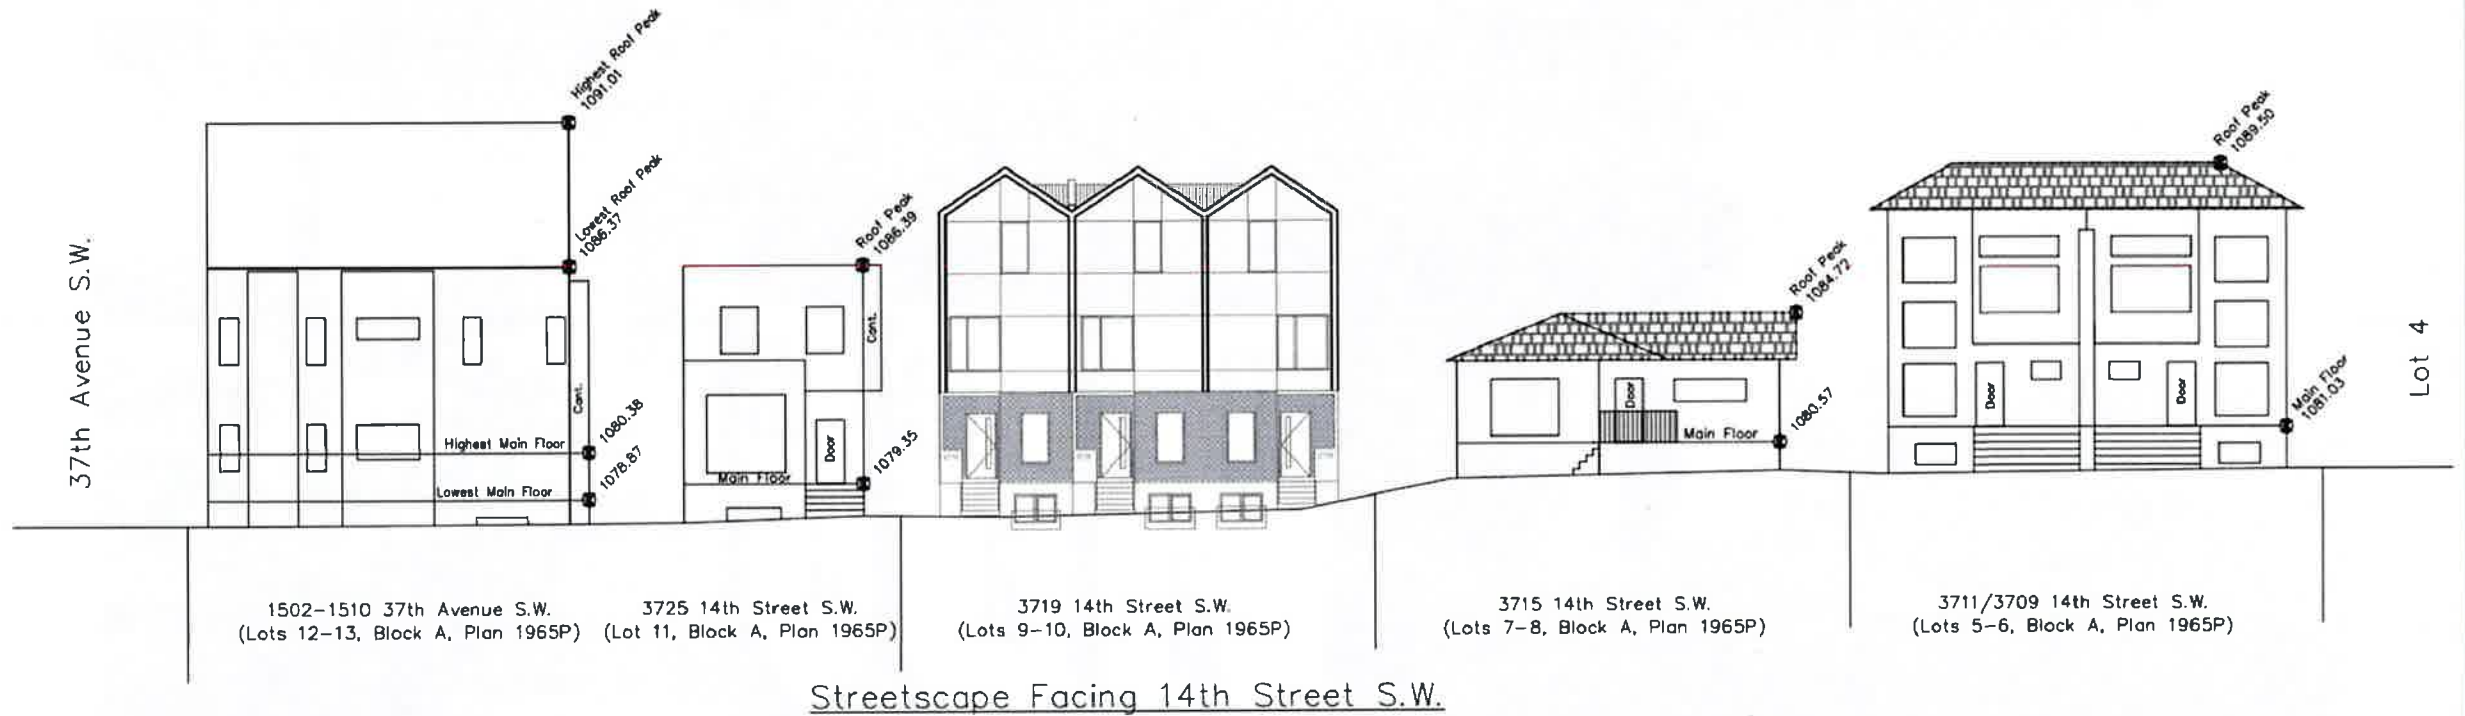 37th Avenue S.W.
Highest Roof Peak
1091.01
Lowest Roof Peak
1086.37
Cant.
Highest Main Floor
1080.38
Lowest Main Floor
1078.87
Roof Peak
1086.39
Cant.
Door
Main Floor
1079.35
Roof Peak
1084.72
Door
Main Floor
1080.57
Roof Peak
1089.50
Door
Door
Main Floor
1081.03
Lot 4
1502-1510 37th Avenue S.W.
(Lots 12-13, Block A, Plan 1965P)
3725 14th Street S.W.
(Lot 11, Block A, Plan 1965P)
3719 14th Street S.W.
(Lots 9-10, Block A, Plan 1965P)
3715 14th Street S.W.
(Lots 7-8, Block A, Plan 1965P)
3711/3709 14th Street S.W.
(Lots 5-6, Block A, Plan 1965P)
Streetscape Facing 14th Street S.W.